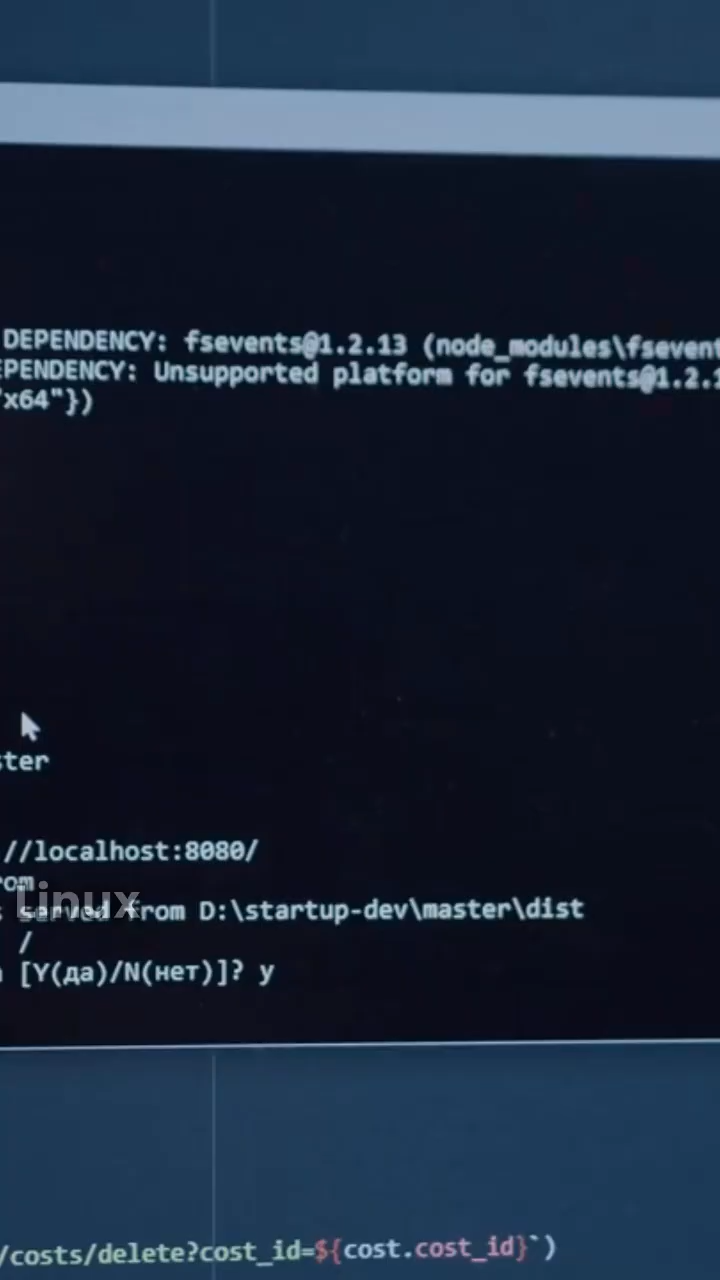 DEPENDENCY: fsevents@1.2.13 (node_modules\fsevent
EPENDENCY: Unsupported platform for fsevents@1.2.1
"x64"})
ster
//localhost:8080/
rom
Linux
s served from D:\startup-dev\master\dist
/
[Y(да)/N(нет)]? y
/costs/delete?cost_id=${cost.cost_id}`)